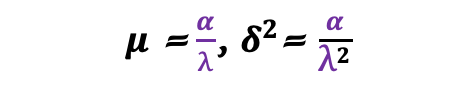 μ = α/λ, δ² = α/λ²